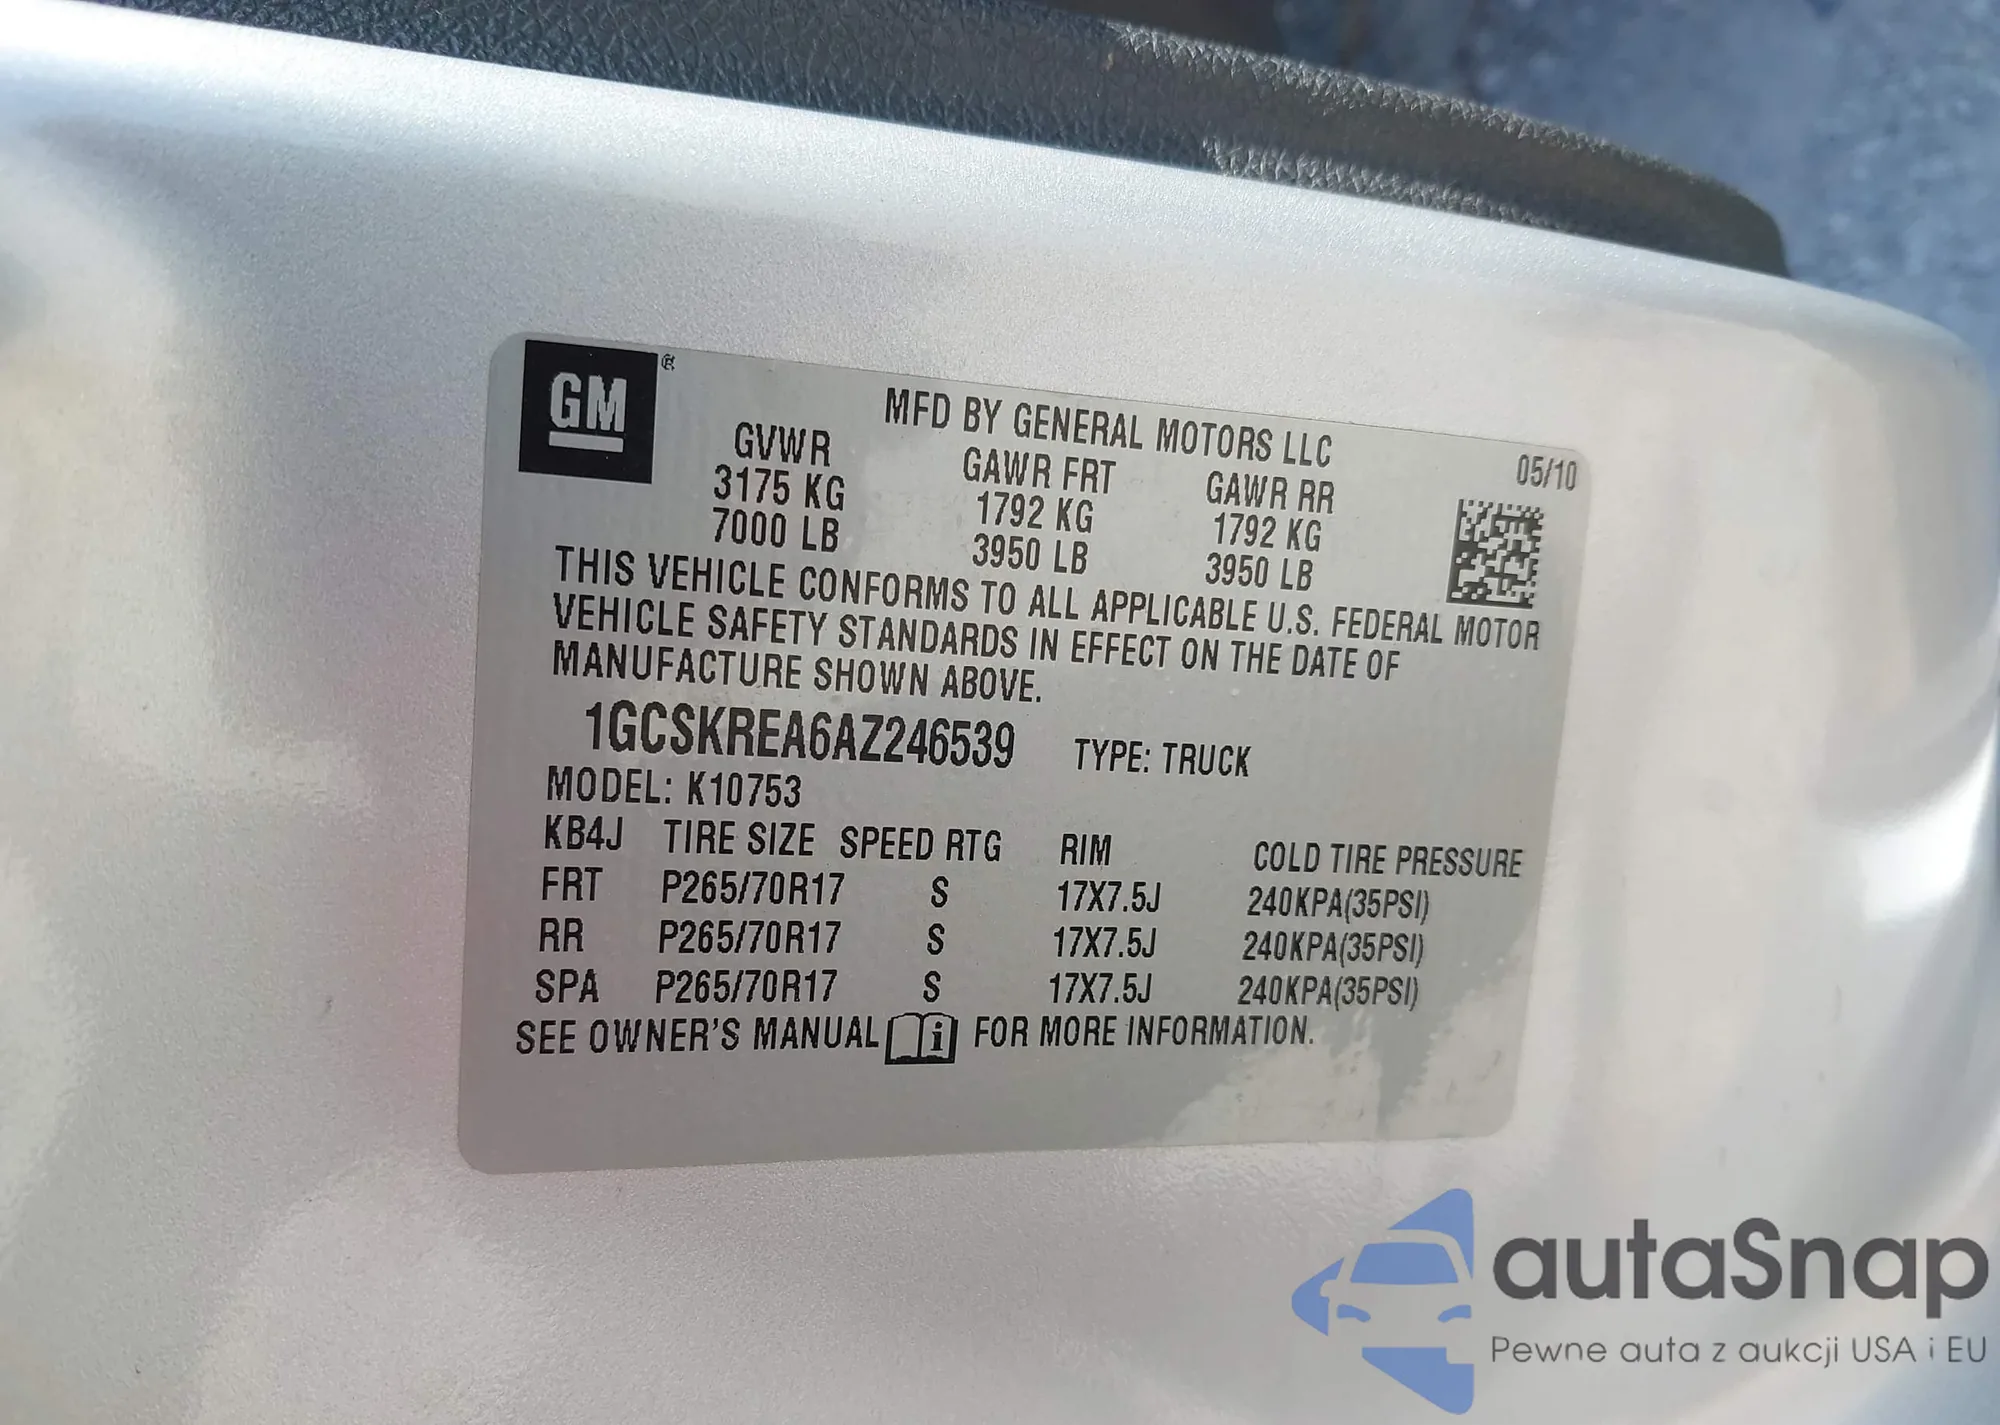 GM
MFD BY GENERAL MOTORS LLC
05/10
GVWR GAWR FRT GAWR RR
3175 KG 1792 KG 1792 KG
7000 LB 3950 LB 3950 LB
THIS VEHICLE CONFORMS TO ALL APPLICABLE U.S. FEDERAL MOTOR
VEHICLE SAFETY STANDARDS IN EFFECT ON THE DATE OF
MANUFACTURE SHOWN ABOVE.
1GCSKREA6AZ246539 TYPE: TRUCK
MODEL: K10753
KB4J TIRE SIZE SPEED RTG RIM COLD TIRE PRESSURE
FRT P265/70R17 S 17X7.5J 240KPA(35PSI)
RR P265/70R17 S 17X7.5J 240KPA(35PSI)
SPA P265/70R17 S 17X7.5J 240KPA(35PSI)
SEE OWNER'S MANUAL i FOR MORE INFORMATION.
autaSnap
Pewne auta z aukcji USA i EU